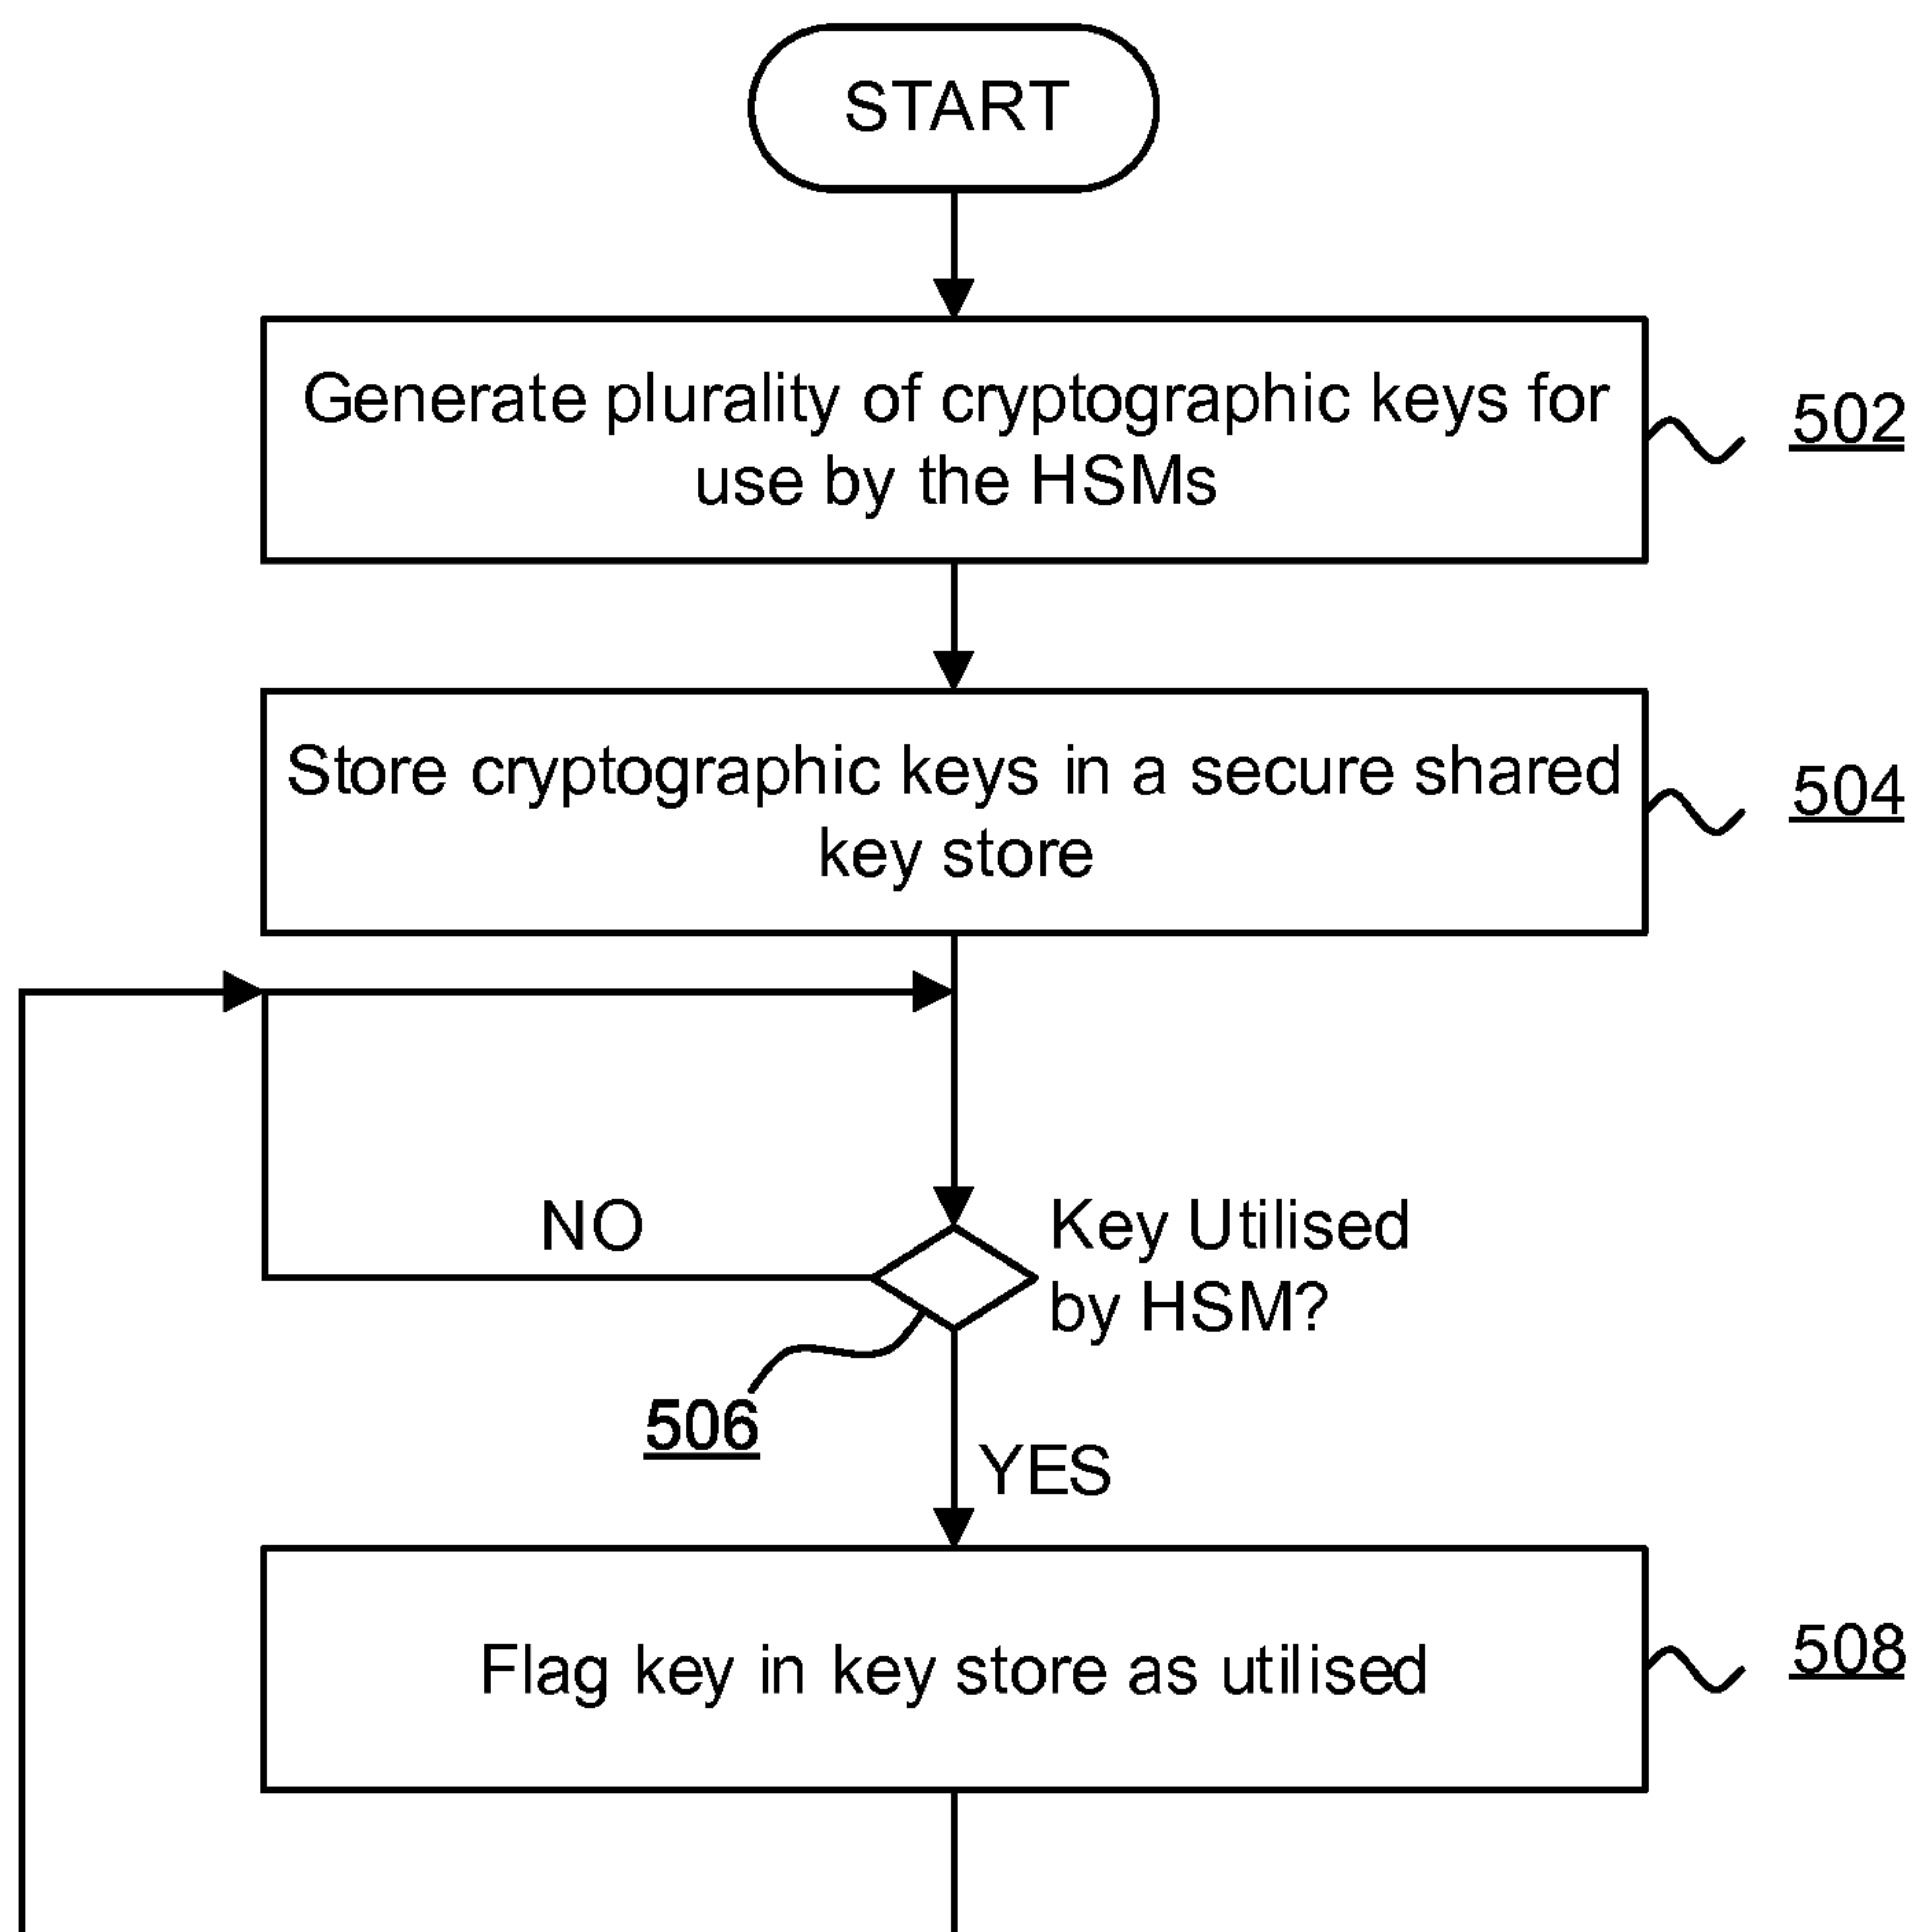 START
Generate plurality of cryptographic keys for
use by the HSMs
502
Store cryptographic keys in a secure shared
key store
504
NO
Key Utilised
by HSM?
506
YES
Flag key in key store as utilised
508